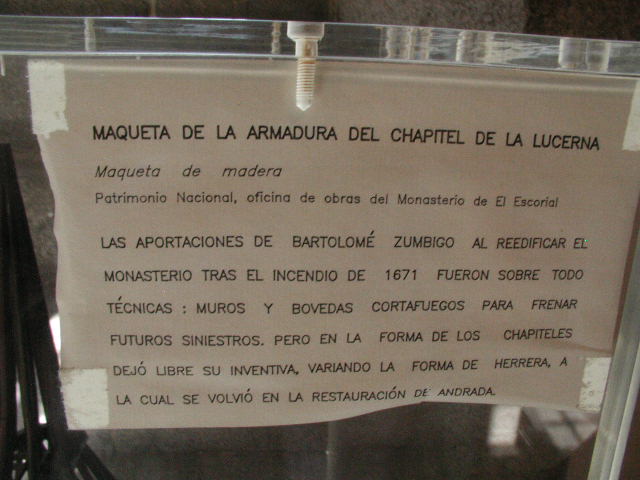 MAQUETA DE LA ARMADURA DEL CHAPITEL DE LA LUCERNA
Maqueta de madera
Patrimonio Nacional, oficina de obras del Monasterio de El Escorial
LAS APORTACIONES DE BARTOLOMÉ ZUMBIGO AL REEDIFICAR EL
MONASTERIO TRAS EL INCENDIO DE 1671 FUERON SOBRE TODO
TÉCNICAS : MUROS Y BOVEDAS CORTAFUEGOS PARA FRENAR
FUTUROS SINIESTROS. PERO EN LA FORMA DE LOS CHAPITELES
DEJÓ LIBRE SU INVENTIVA, VARIANDO LA FORMA DE HERRERA, A
LA CUAL SE VOLVIÓ EN LA RESTAURACIÓN DE ANDRADA.